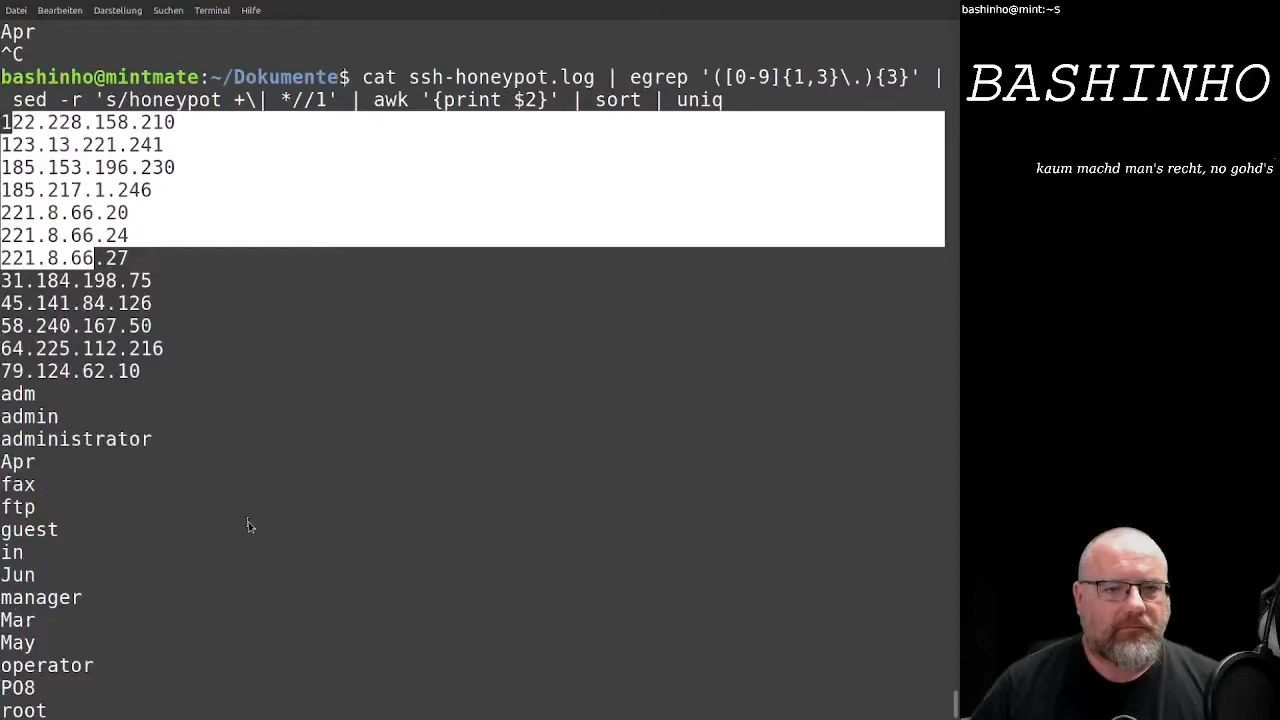 Datei Bearbeiten Darstellung Suchen Terminal Hilfe
Apr
^C
bashinho@mintmate:~/Dokumente$ cat ssh-honeypot.log | egrep '([0-9]{1,3}\.){3}' |
sed -r 's/honeypot +\| *//1' | awk '{print $2}' | sort | uniq
122.228.158.210
123.13.221.241
185.153.196.230
185.217.1.246
221.8.66.20
221.8.66.24
221.8.66.27
31.184.198.75
45.141.84.126
58.240.167.50
64.225.112.216
79.124.62.10
adm
admin
administrator
Apr
fax
ftp
guest
in
Jun
manager
Mar
May
operator
PO8
root
bashinho@mint:~$
BASHINHO
kaum machd man's recht, no gohd's